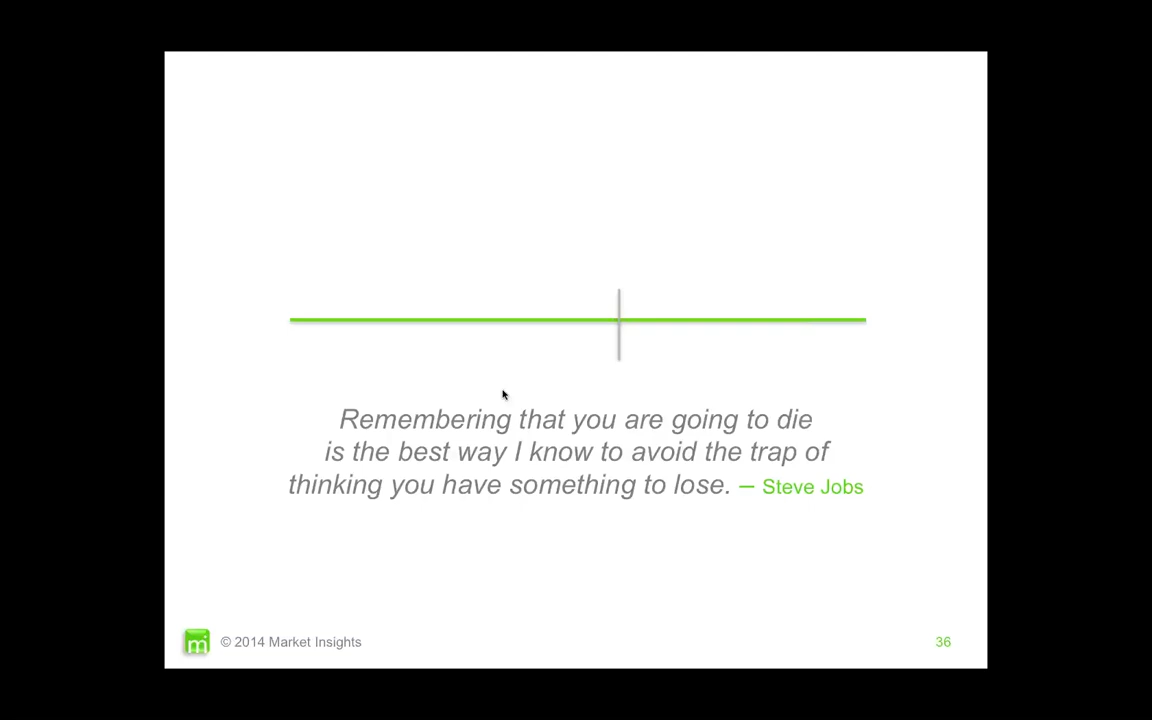 Remembering that you are going to die
is the best way I know to avoid the trap of
thinking you have something to lose. – Steve Jobs
mi © 2014 Market Insights
36